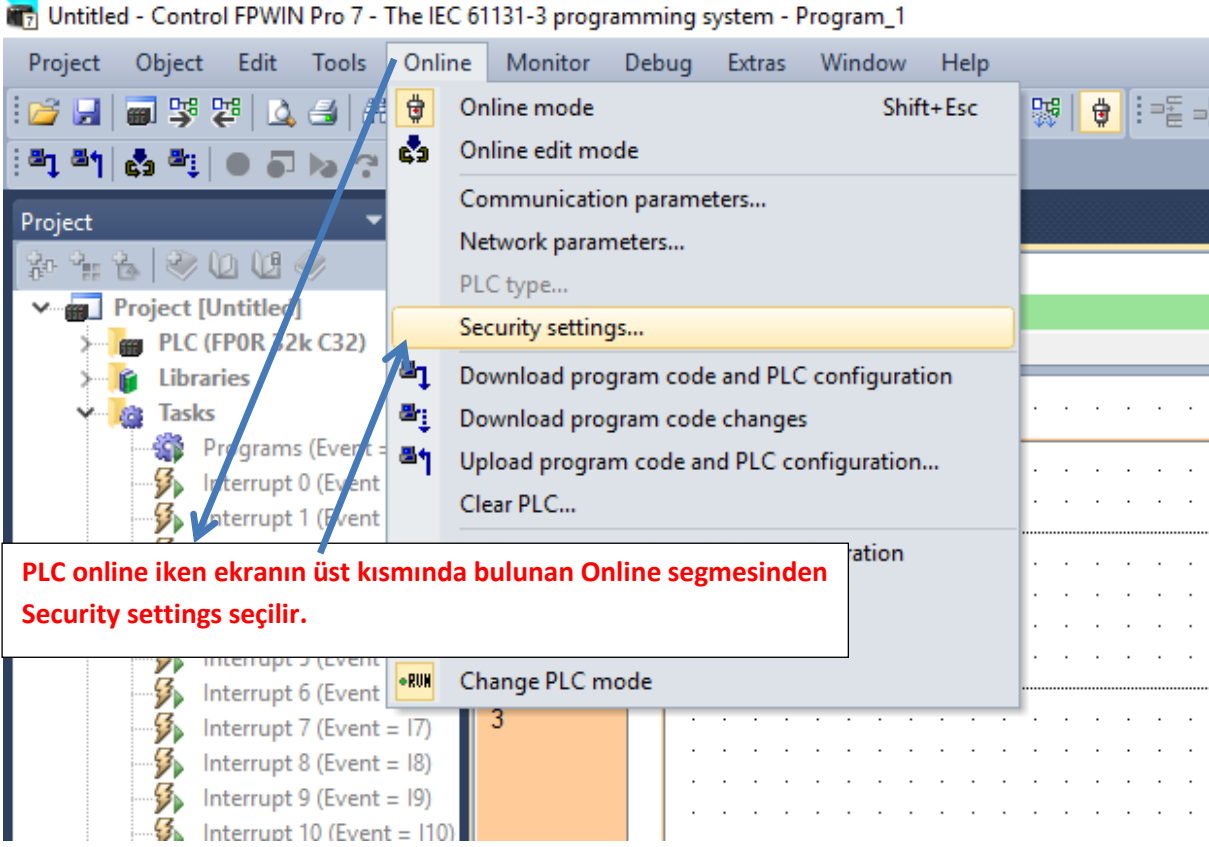 Untitled - Control FPWIN Pro 7 - The IEC 61131-3 programming system - Program_1
Project Object Edit Tools Online Monitor Debug Extras Window Help
Online mode Shift+Esc
Online edit mode
Communication parameters...
Network parameters...
PLC type...
Security settings...
Download program code and PLC configuration
Download program code changes
Upload program code and PLC configuration...
Clear PLC...
ration
RUN Change PLC mode
Project
Project [Untitled]
PLC (FP0R 32k C32)
Libraries
Tasks
Programs (Event =
Interrupt 0 (Event
Interrupt 1 (Event
PLC online iken ekranın üst kısmında bulunan Online segmesinden
Security settings seçilir.
Interrupt 5 (Event
Interrupt 6 (Event
Interrupt 7 (Event = I7)
Interrupt 8 (Event = I8)
Interrupt 9 (Event = I9)
Interrupt 10 (Event = I10)
3